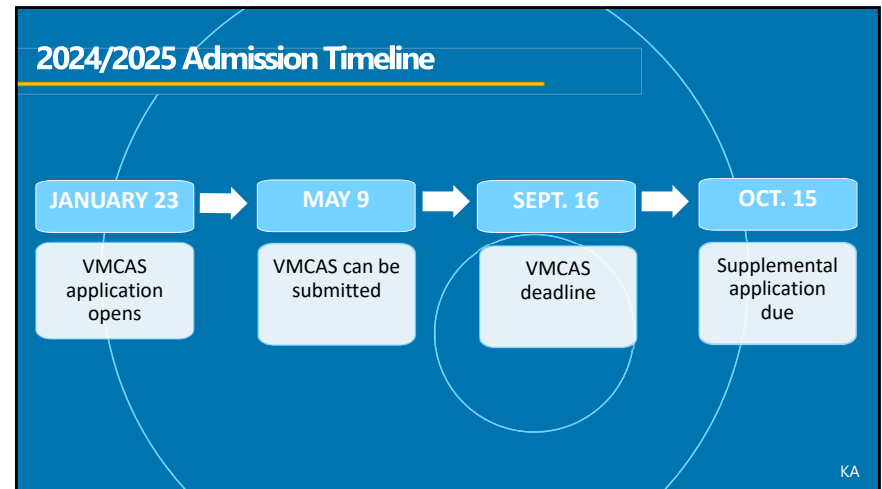 2024/2025 Admission Timeline
JANUARY 23
MAY 9
SEPT. 16
OCT. 15
VMCAS
application
opens
VMCAS can be
submitted
VMCAS
deadline
Supplemental
application
due
KA